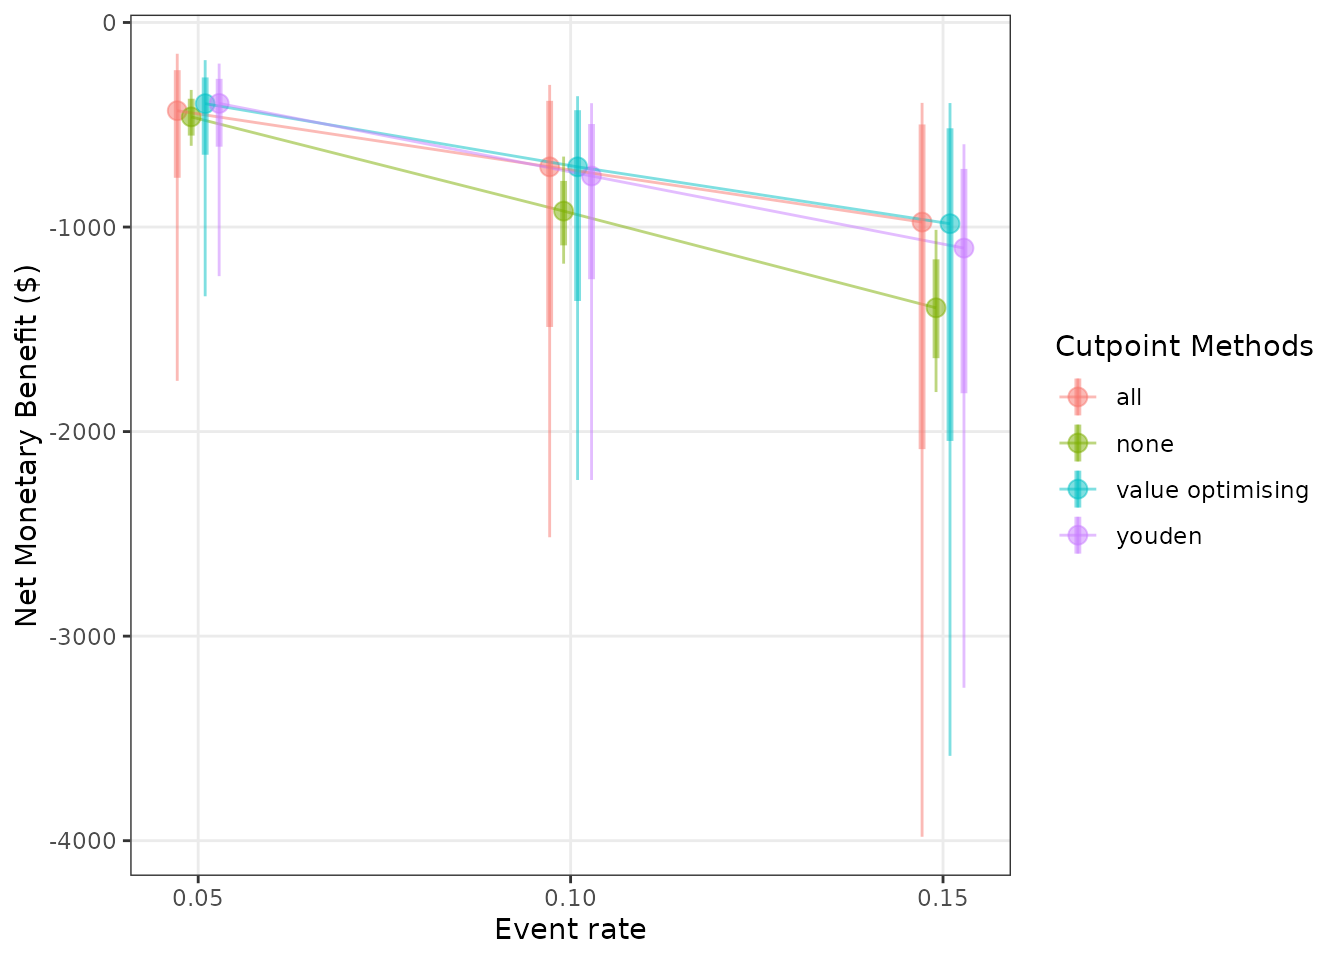 0
-1000
-2000
-3000
-4000
Net Monetary Benefit ($)
0.05
0.10
0.15
Event rate
Cutpoint Methods
all
none
value optimising
youden